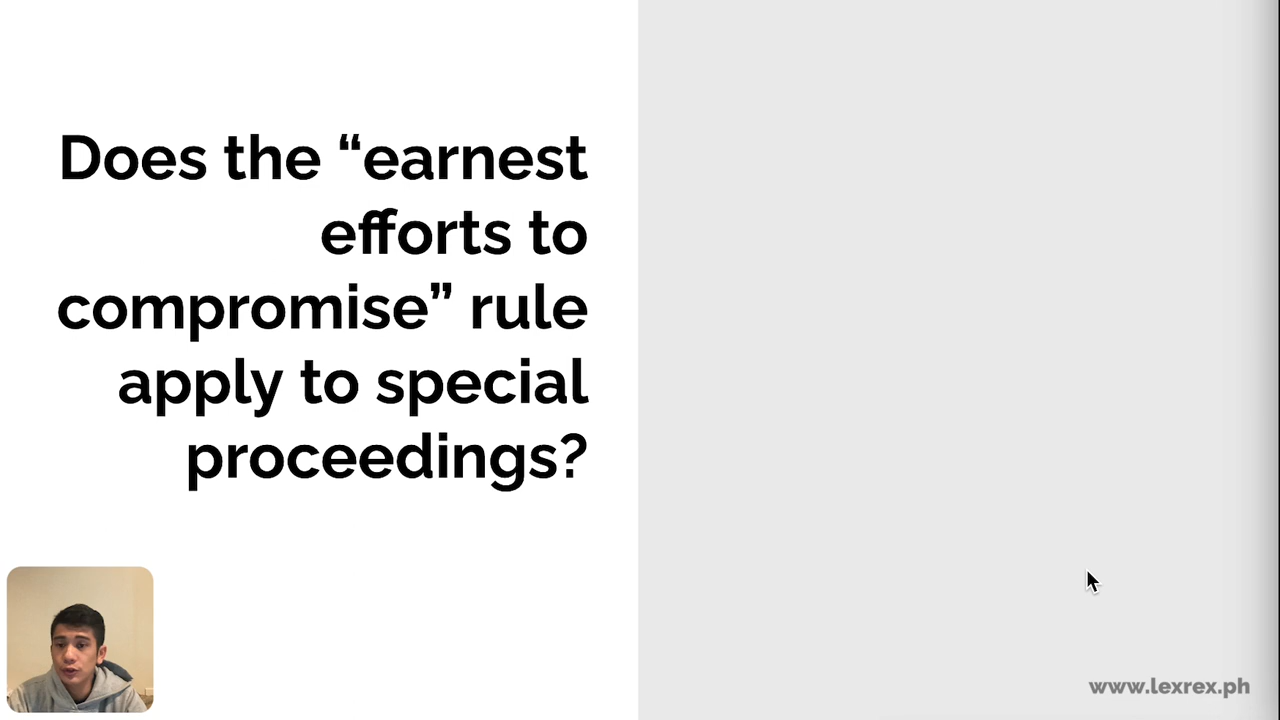 Does the “earnest
efforts to
compromise” rule
apply to special
proceedings?
www.lexrex.ph